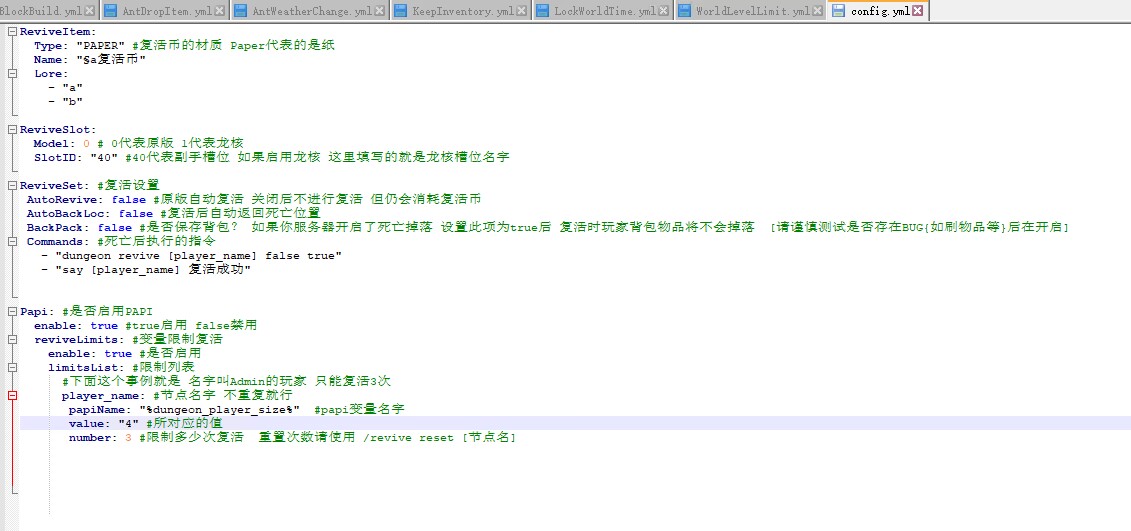 BlockBuild.yml AntDropItem.yml AntWeatherChange.yml KeepInventory.yml LockWorldTime.yml WorldLevelLimit.yml config.yml
ReviveItem:
Type: "PAPER" #复活币的材质 Paper代表的是纸
Name: "§a复活币"
Lore:
- "a"
- "b"
ReviveSlot:
Model: 0 # 0代表原版 1代表龙核
SlotID: "40" #40代表副手槽位 如果启用龙核 这里填写的就是龙核槽位名字
ReviveSet: #复活设置
AutoRevive: false #原版自动复活 关闭后不进行复活 但仍会消耗复活币
AutoBackLoc: false #复活后自动返回死亡位置
BackPack: false #是否保存背包？ 如果你服务器开启了死亡掉落 设置此项为true后 复活时玩家背包物品将不会掉落 [请谨慎测试是否存在BUG{如刷物品等}后在开启]
Commands: #死亡后执行的指令
- "dungeon revive [player_name] false true"
- "say [player_name] 复活成功"
Papi: #是否启用PAPI
enable: true #true启用 false禁用
reviveLimits: #变量限制复活
enable: true #是否启用
limitsList: #限制列表
#下面这个事例就是 名字叫Admin的玩家 只能复活3次
player_name: #节点名字 不重复就行
papiName: "%dungeon_player_size%" #papi变量名字
value: "4" #所对应的值
number: 3 #限制多少次复活 重置次数请使用 /revive reset [节点名]